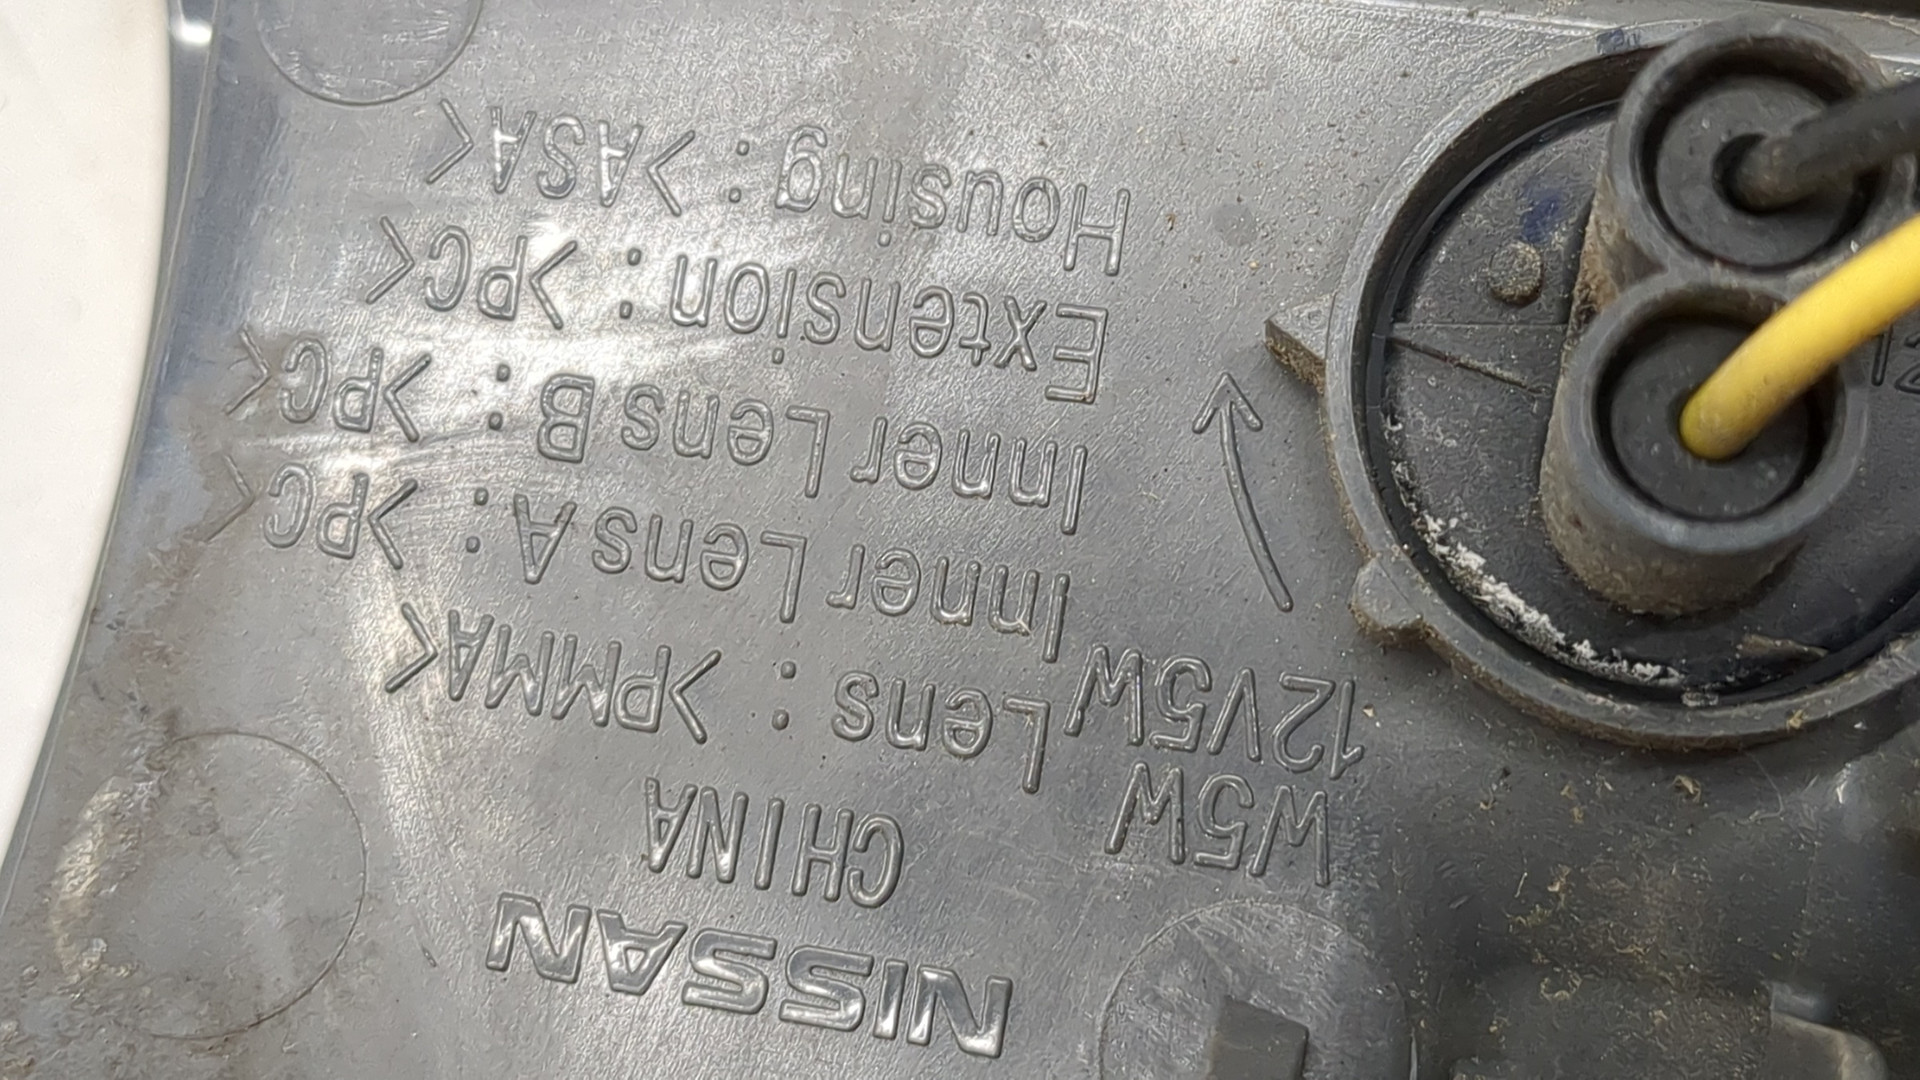 NISSAN
CHINA
W5W
12V5W
Lens : >PMMA<
Inner Lens A : >PC<
Inner Lens B : >PC<
Extension : >PC<
Housing : >ASA<